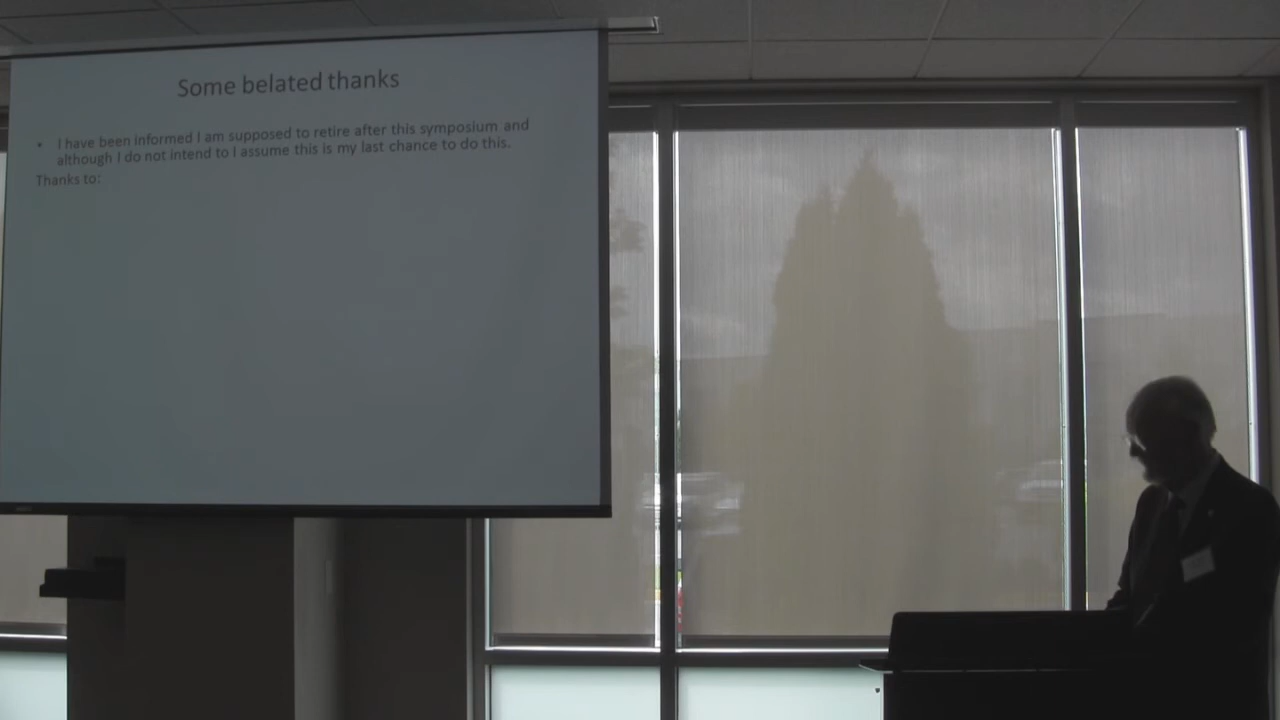 Some belated thanks
• I have been informed I am supposed to retire after this symposium and
although I do not intend to I assume this is my last chance to do this.
Thanks to: